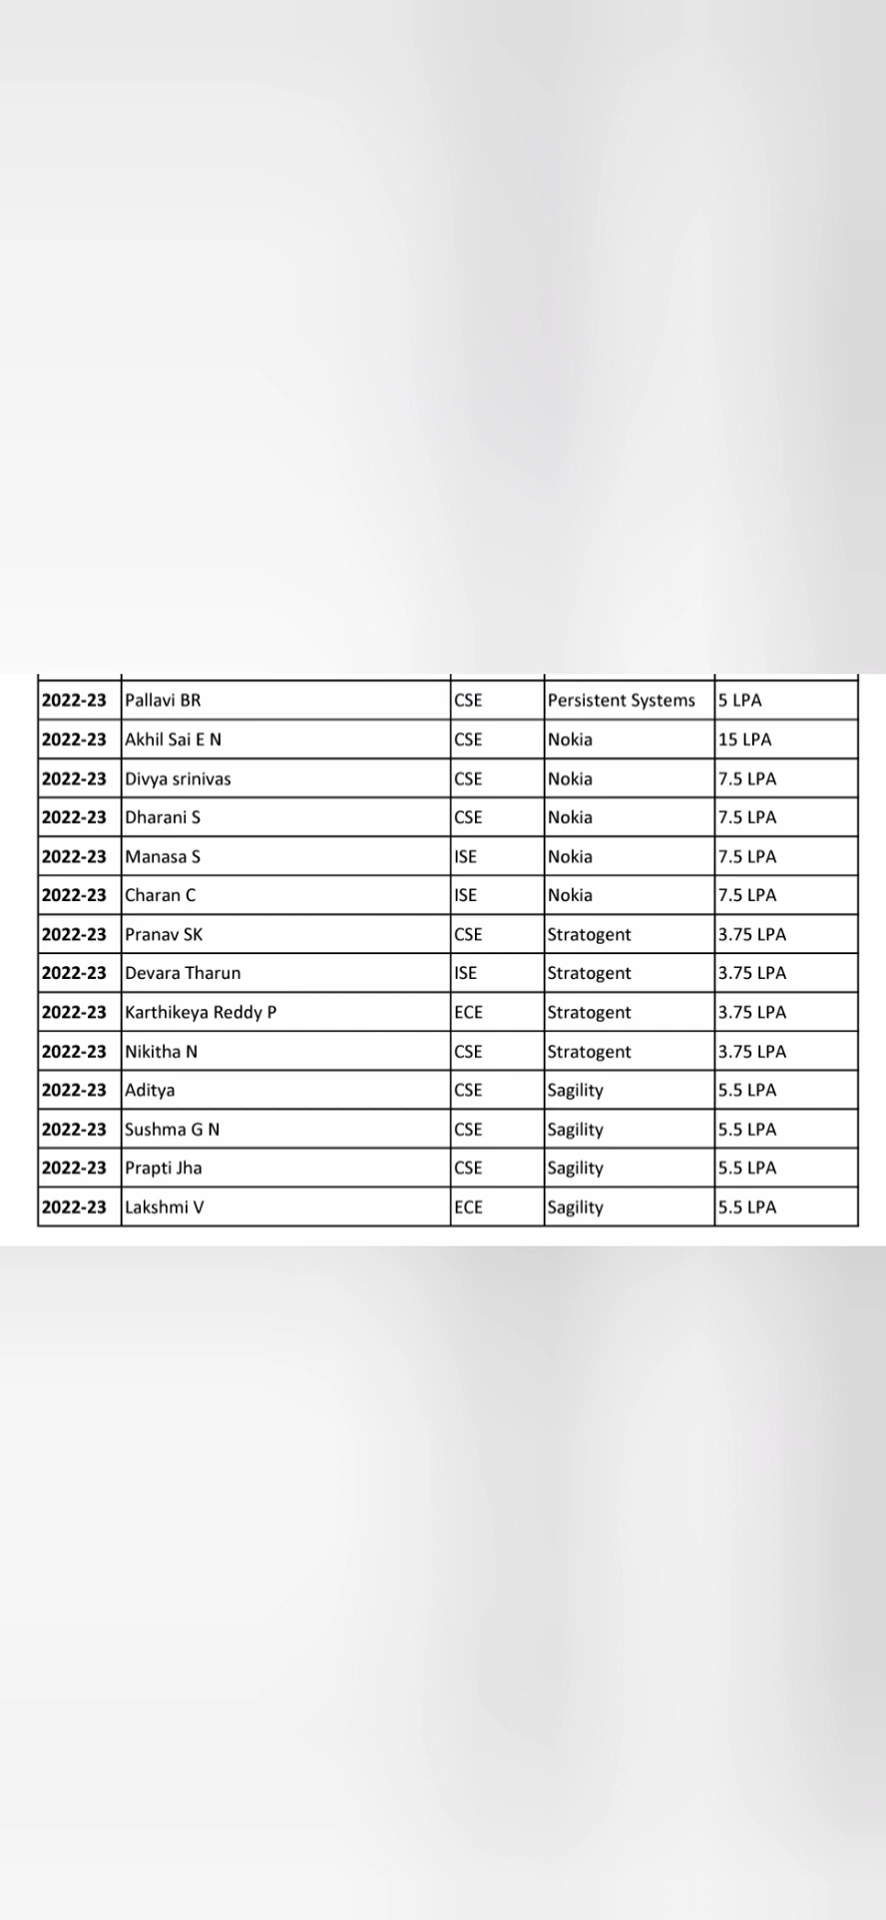 2022-23 Pallavi BR CSE Persistent Systems 5 LPA
2022-23 Akhil Sai E N CSE Nokia 15 LPA
2022-23 Divya srinivas CSE Nokia 7.5 LPA
2022-23 Dharani S CSE Nokia 7.5 LPA
2022-23 Manasa S ISE Nokia 7.5 LPA
2022-23 Charan C ISE Nokia 7.5 LPA
2022-23 Pranav SK CSE Stratogent 3.75 LPA
2022-23 Devara Tharun ISE Stratogent 3.75 LPA
2022-23 Karthikeya Reddy P ECE Stratogent 3.75 LPA
2022-23 Nikitha N CSE Stratogent 3.75 LPA
2022-23 Aditya CSE Sagility 5.5 LPA
2022-23 Sushma G N CSE Sagility 5.5 LPA
2022-23 Prapti Jha CSE Sagility 5.5 LPA
2022-23 Lakshmi V ECE Sagility 5.5 LPA